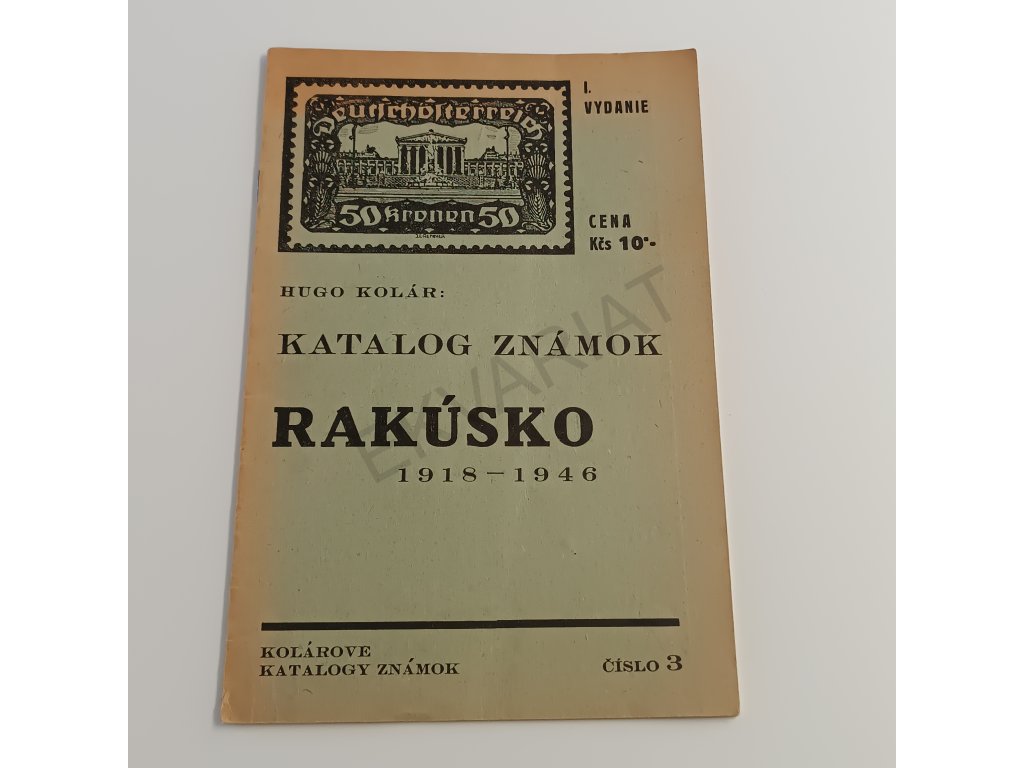 Deutschösterreich
50 Kronen 50
I.
VYDANIE
CENA
Kčs 10·-
HUGO KOLÁR:
KATALOG ZNÁMOK
RAKÚSKO
1918-1946
KOLÁROVE
KATALOGY ZNÁMOK
ČÍSLO 3
EKVARIAT